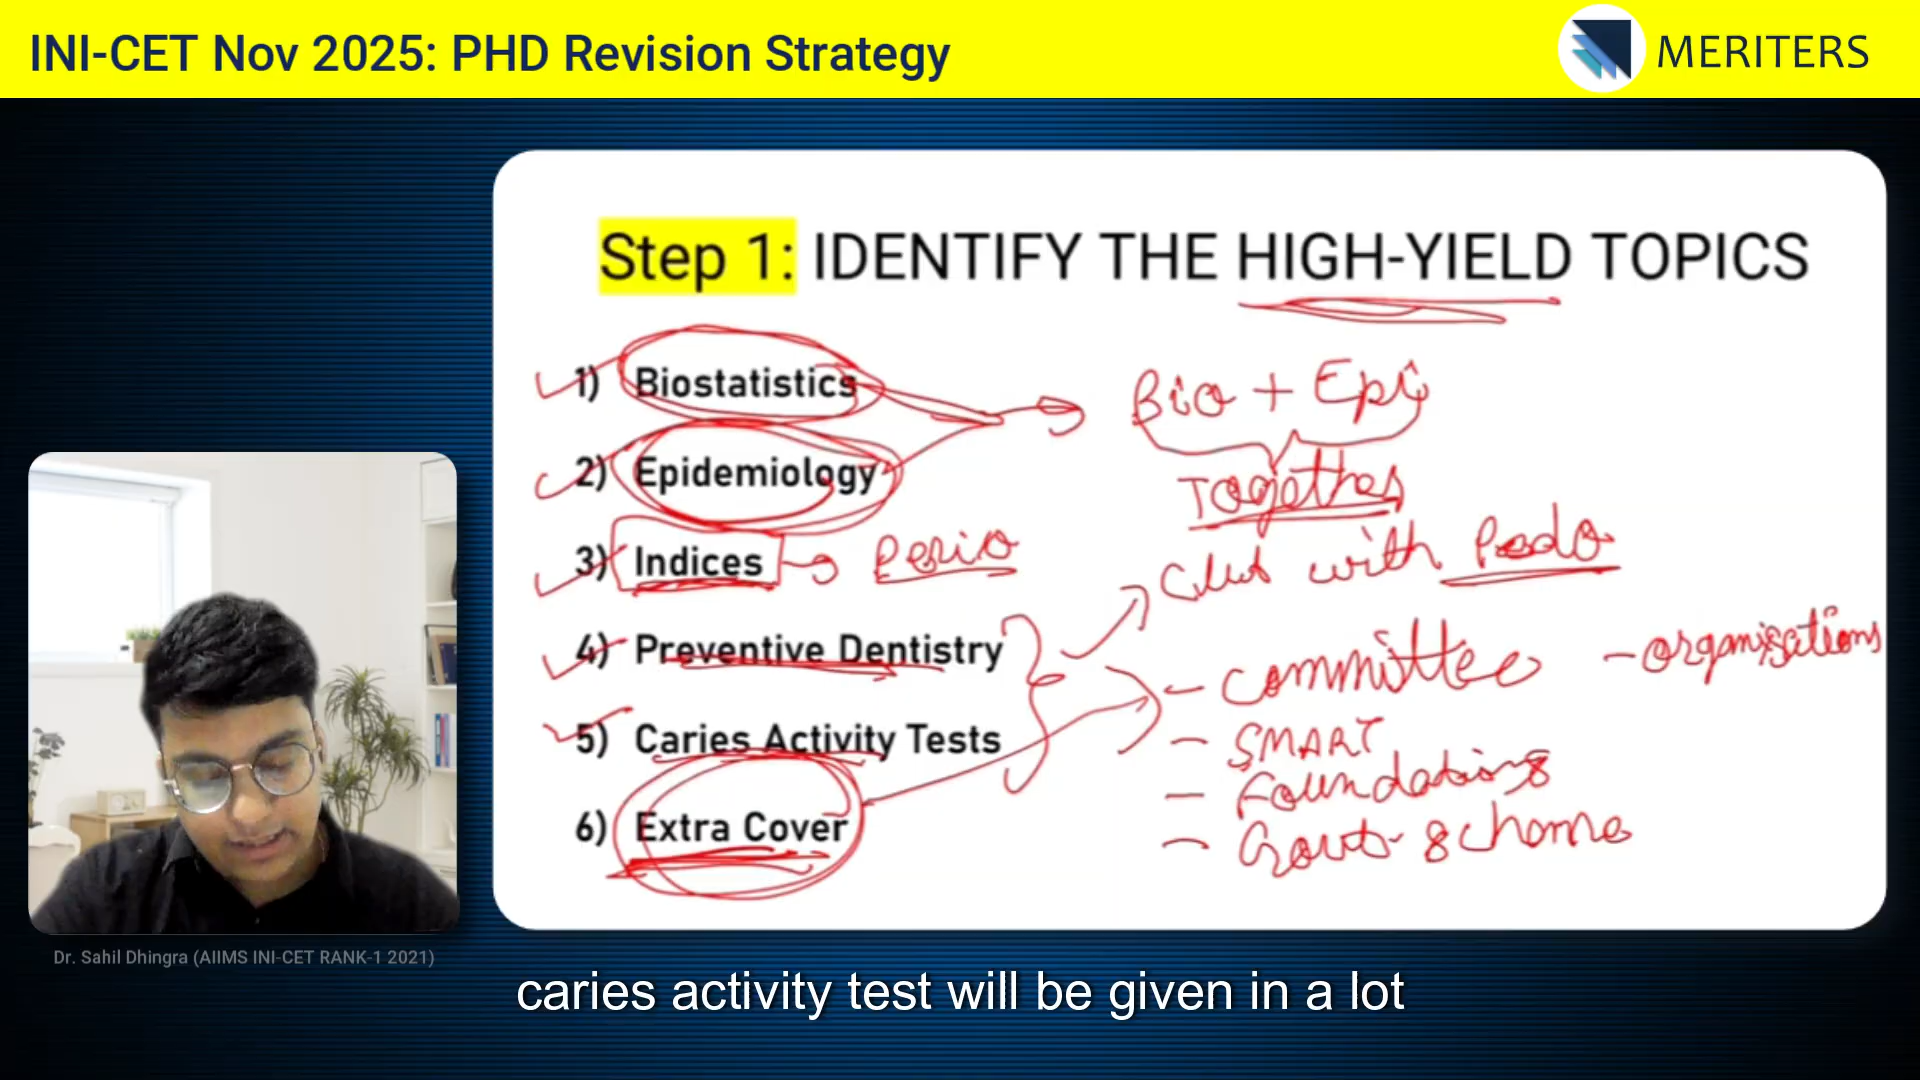 INI-CET Nov 2025: PHD Revision Strategy
MERITERS
Step 1: IDENTIFY THE HIGH-YIELD TOPICS
1) Biostatistics
Bio + Epi
2) Epidemiology
Together
3) Indices
Perio
Club with Pedo
4) Preventive Dentistry
- committee
- organisations
5) Caries Activity Tests
- SMART
- Foundations
6) Extra Cover
- Govt scheme
Dr. Sahil Dhingra (AIIMS INI-CET RANK-1 2021)
caries activity test will be given in a lot